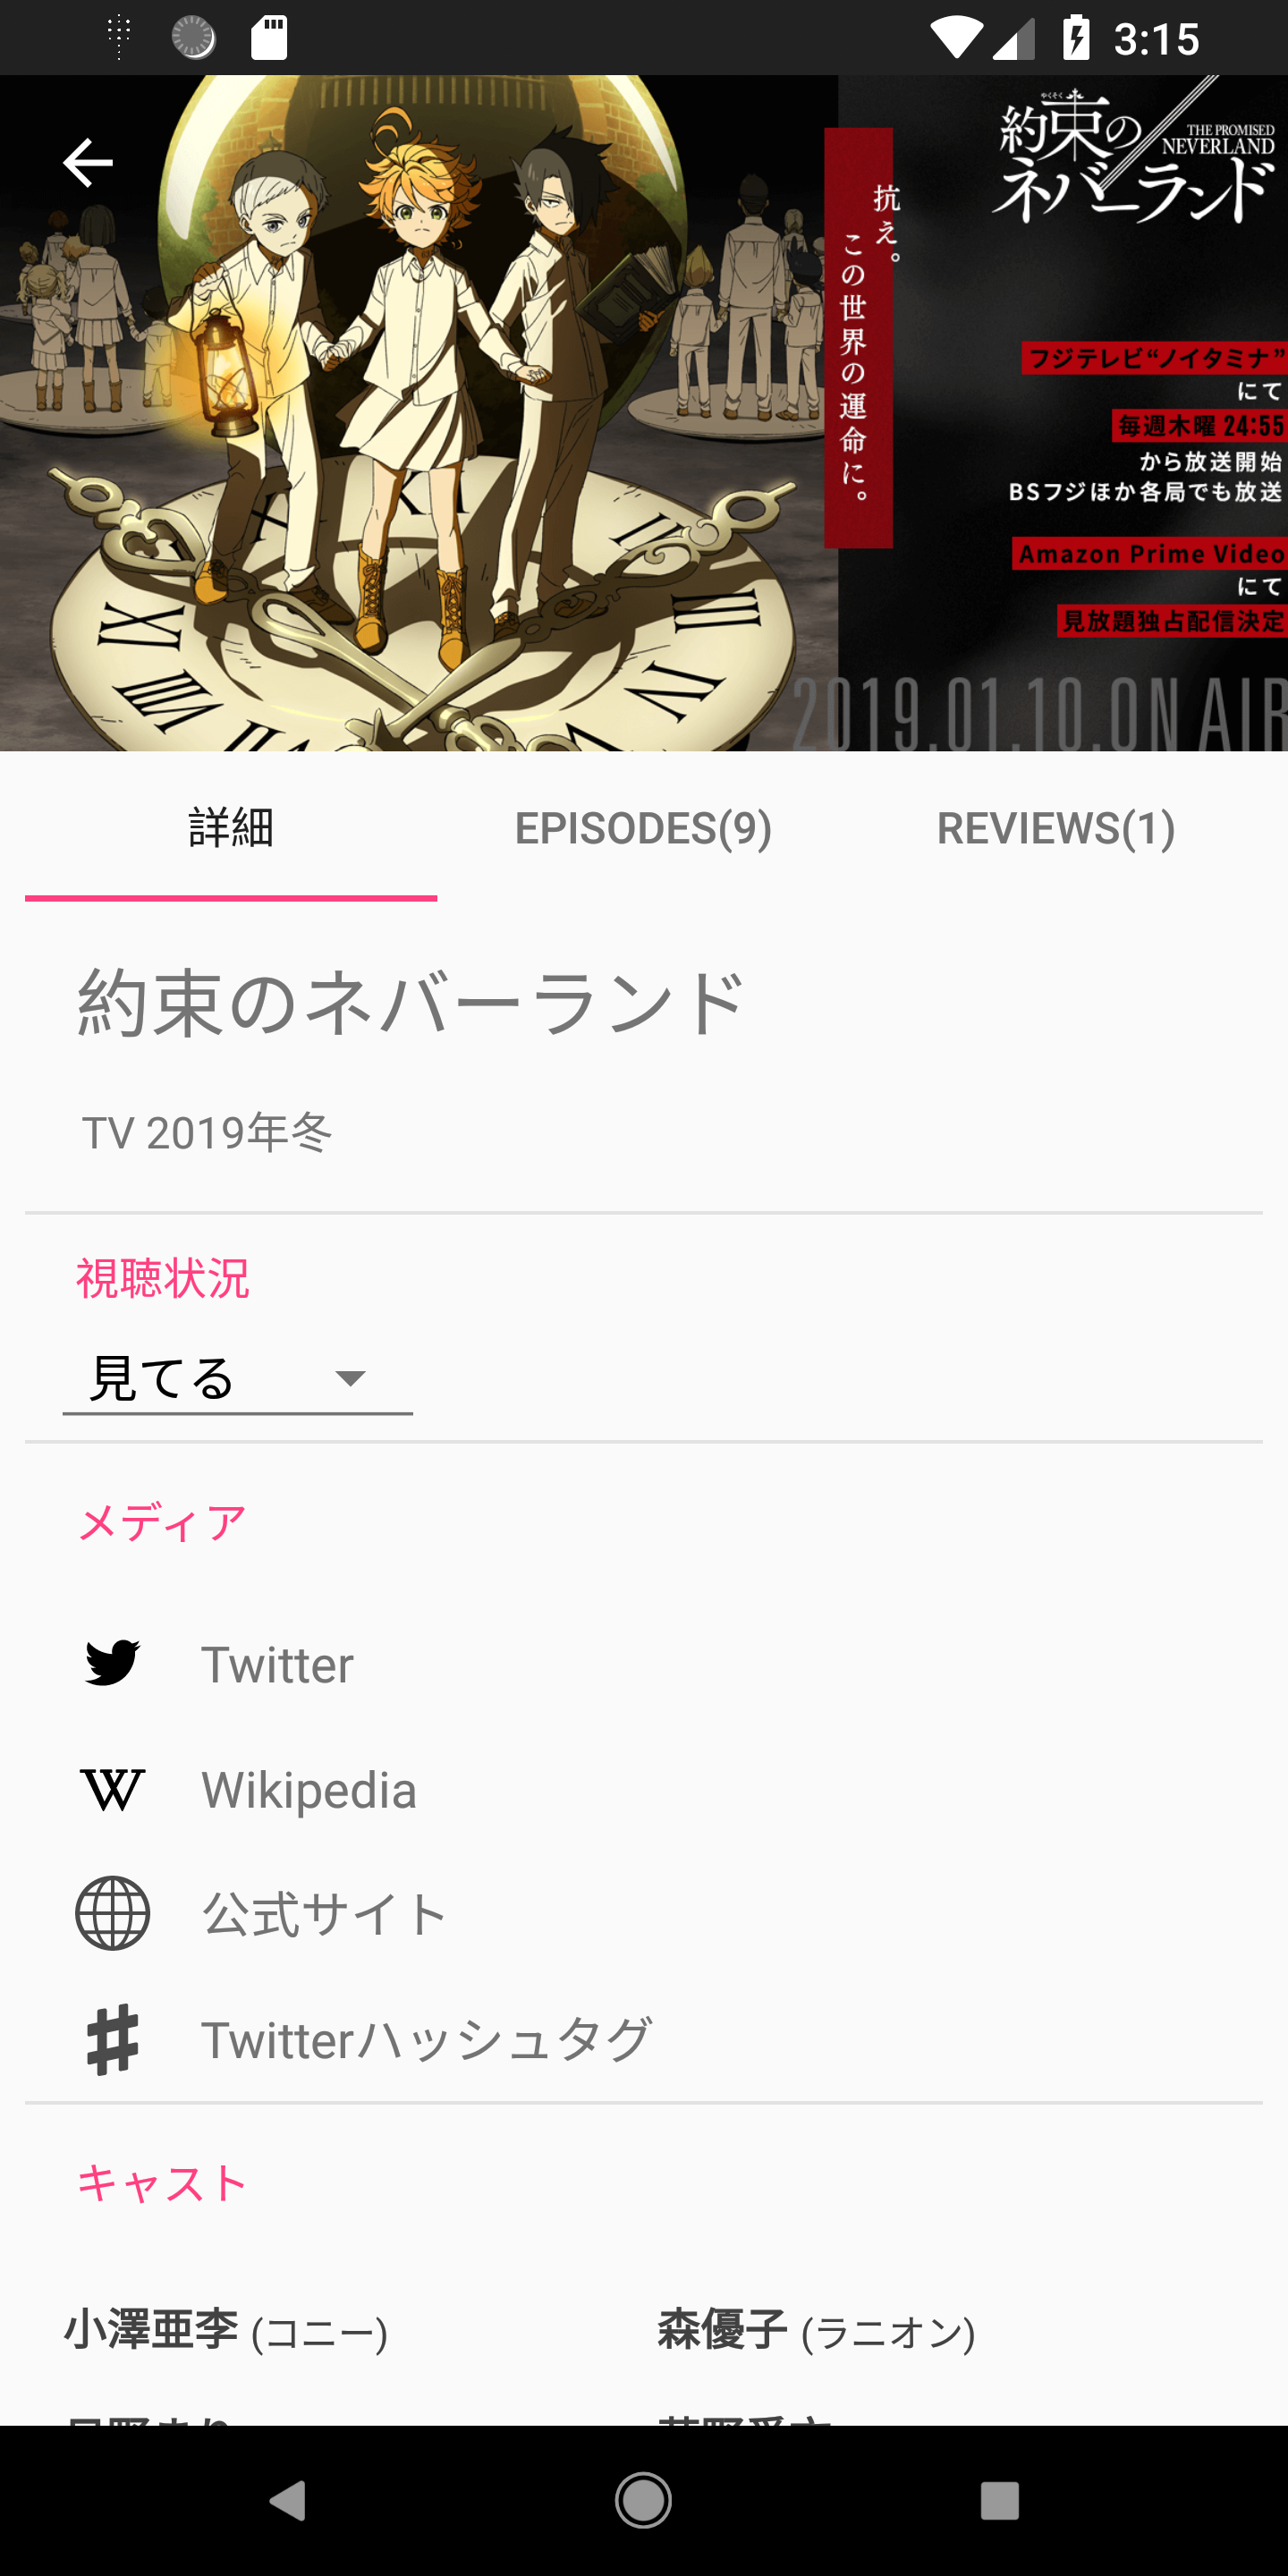 3:15
やくそく
約束の
THE PROMISED
NEVERLAND
ネバーランド
抗え。
この世界の運命に。
フジテレビ“ノイタミナ”
にて
毎週木曜 24:55
から放送開始
BSフジほか各局でも放送
Amazon Prime Video
にて
見放題独占配信決定
2019.01.10.ON AIR
詳細
EPISODES(9)
REVIEWS(1)
約束のネバーランド
TV 2019年冬
視聴状況
見てる
メディア
Twitter
Wikipedia
公式サイト
Twitterハッシュタグ
キャスト
小澤亜李 (コニー)
森優子 (ラニオン)